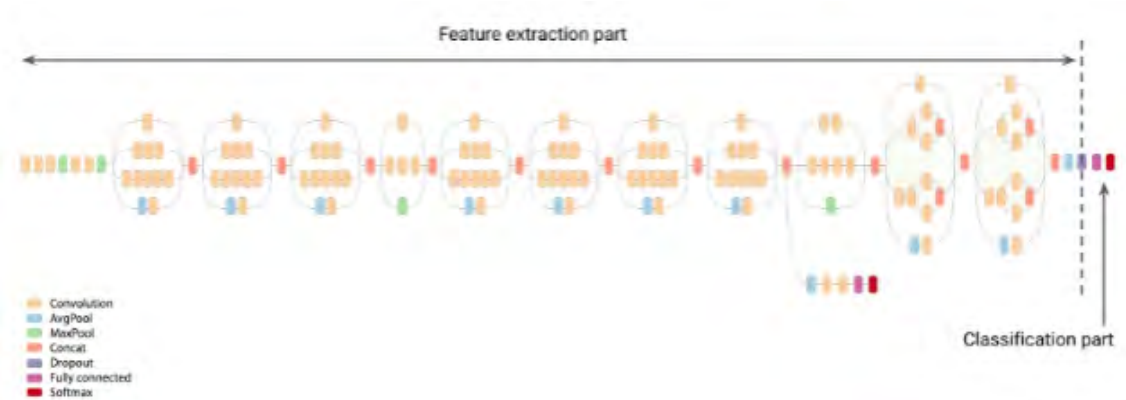 Feature extraction part
Convolution
AvgPool
MaxPool
Concat
Dropout
Fully connected
Softmax
Classification part